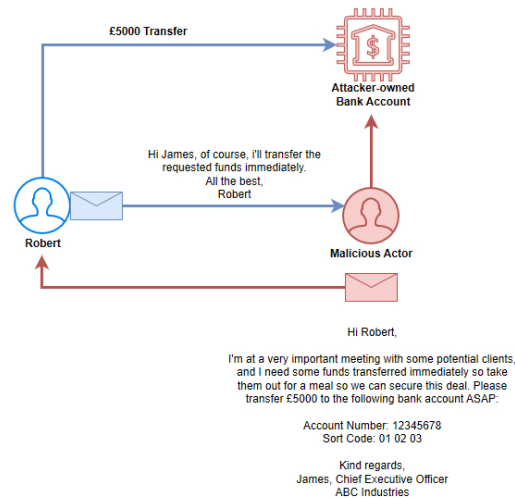 £5000 Transfer
$
Attacker-owned
Bank Account
Hi James, of course, i'll transfer the
requested funds immediately.
All the best,
Robert
Robert
Malicious Actor
Hi Robert,
I'm at a very important meeting with some potential clients,
and I need some funds transferred immediately so take
them out for a meal so we can secure this deal. Please
transfer £5000 to the following bank account ASAP:
Account Number: 12345678
Sort Code: 01 02 03
Kind regards,
James, Chief Executive Officer
ABC Industries